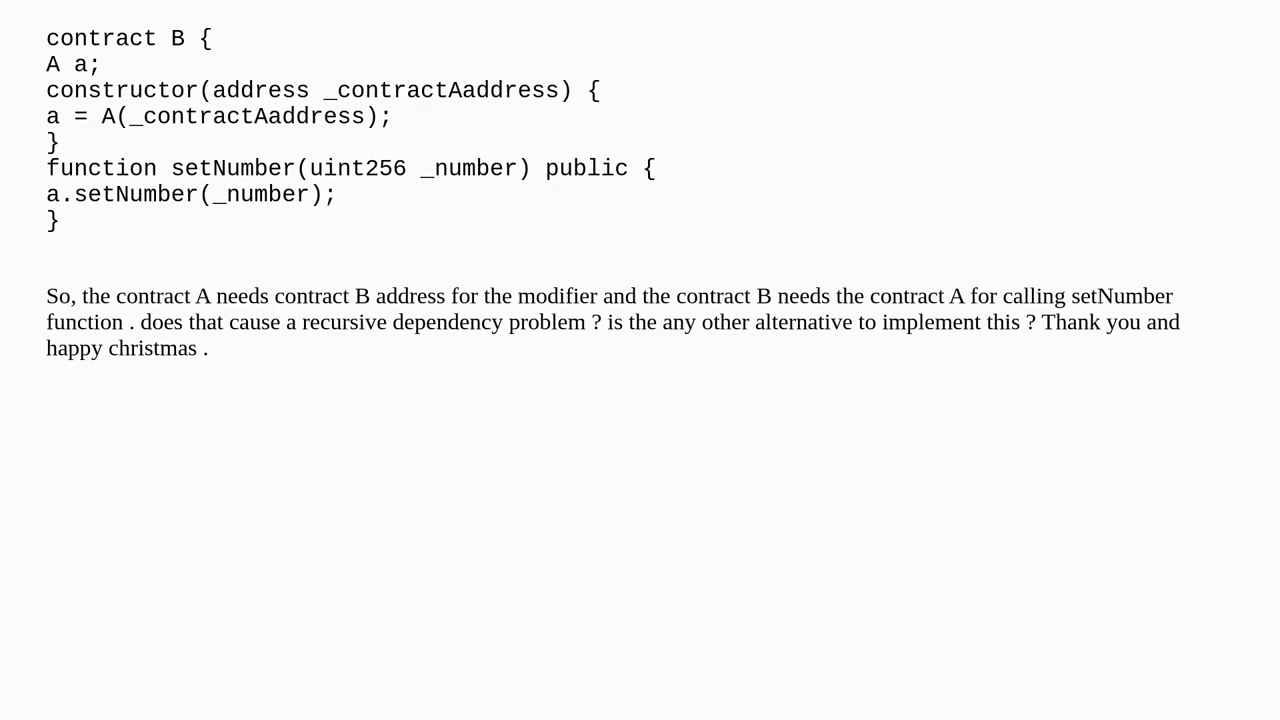 contract B {
A a;
constructor(address _contractAaddress) {
a = A(_contractAaddress);
}
function setNumber(uint256 _number) public {
a.setNumber(_number);
}
So, the contract A needs contract B address for the modifier and the contract B needs the contract A for calling setNumber
function . does that cause a recursive dependency problem ? is the any other alternative to implement this ? Thank you and
happy christmas .